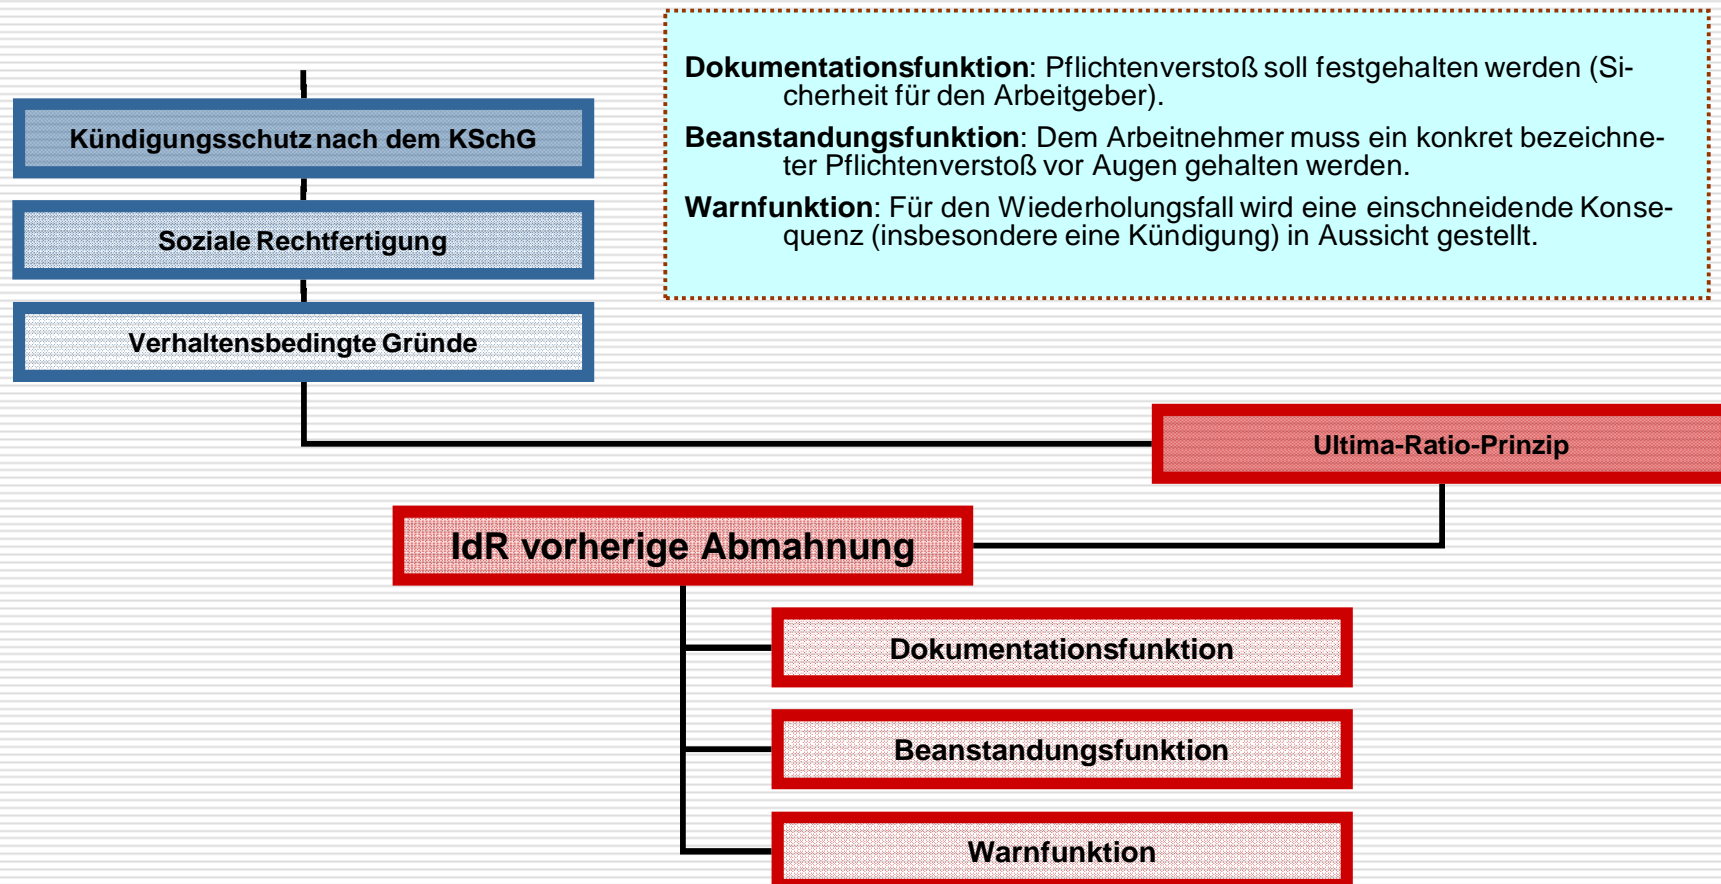 Dokumentationsfunktion: Pflichtenverstoß soll festgehalten werden (Si-
cherheit für den Arbeitgeber).
Beanstandungsfunktion: Dem Arbeitnehmer muss ein konkret bezeichne-
ter Pflichtenverstoß vor Augen gehalten werden.
Warnfunktion: Für den Wiederholungsfall wird eine einschneidende Konse-
quenz (insbesondere eine Kündigung) in Aussicht gestellt.
Kündigungsschutz nach dem KSchG
Soziale Rechtfertigung
Verhaltensbedingte Gründe
Ultima-Ratio-Prinzip
IdR vorherige Abmahnung
Dokumentationsfunktion
Beanstandungsfunktion
Warnfunktion